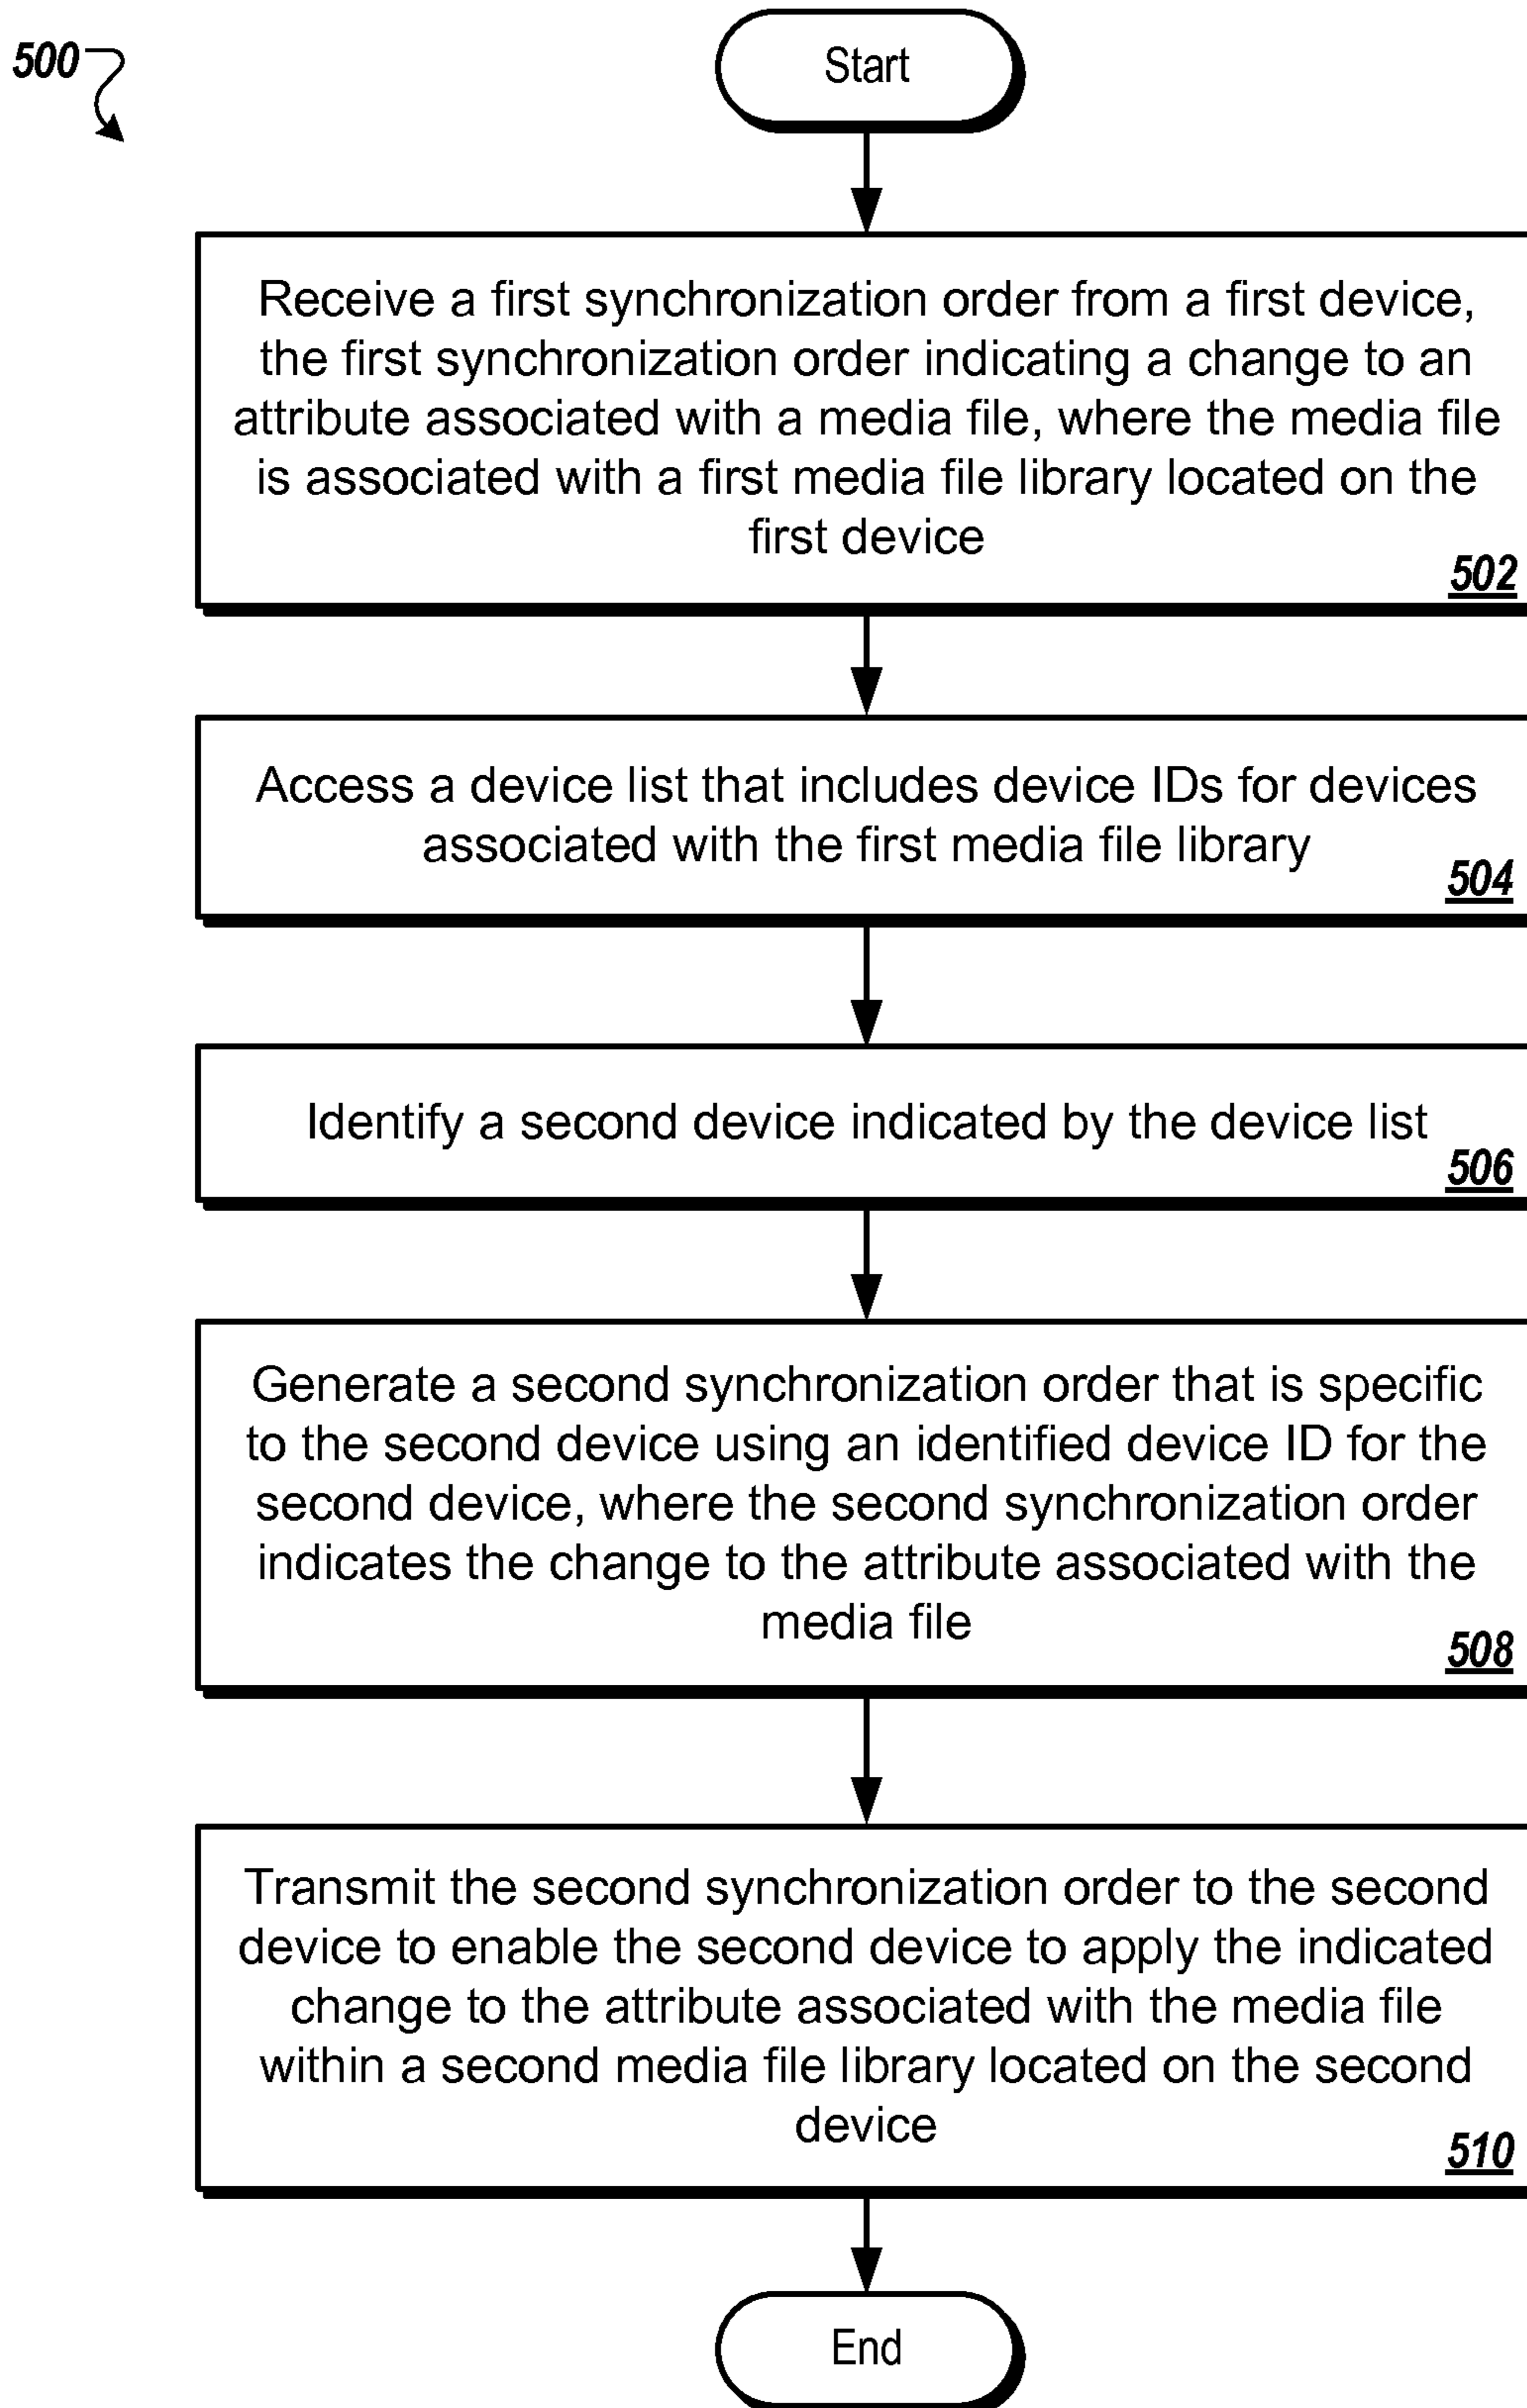 500
Start
Receive a first synchronization order from a first device,
the first synchronization order indicating a change to an
attribute associated with a media file, where the media file
is associated with a first media file library located on the
first device
502
Access a device list that includes device IDs for devices
associated with the first media file library
504
Identify a second device indicated by the device list
506
Generate a second synchronization order that is specific
to the second device using an identified device ID for the
second device, where the second synchronization order
indicates the change to the attribute associated with the
media file
508
Transmit the second synchronization order to the second
device to enable the second device to apply the indicated
change to the attribute associated with the media file
within a second media file library located on the second
device
510
End